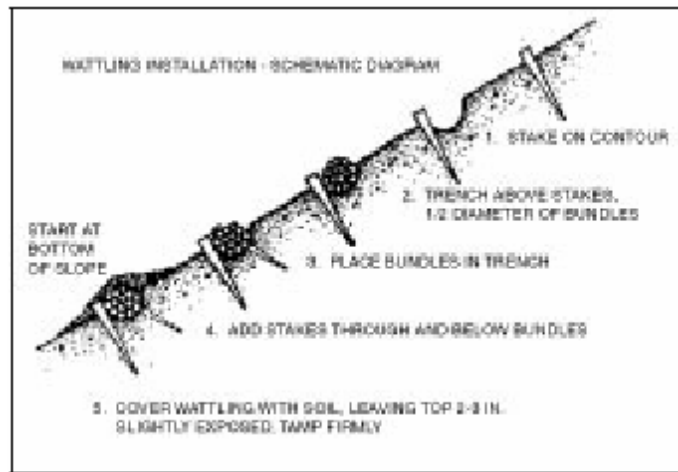 WATTLING INSTALLATION - SCHEMATIC DIAGRAM
1. STAKE ON CONTOUR
2. TRENCH ABOVE STAKES,
1/2 DIAMETER OF BUNDLES
START AT
BOTTOM
OF SLOPE
3. PLACE BUNDLES IN TRENCH
4. ADD STAKES THROUGH AND BELOW BUNDLES
5. COVER WATTLING WITH SOIL, LEAVING TOP IN.
SLIGHTLY EXPOSED. TAMP FIRMLY